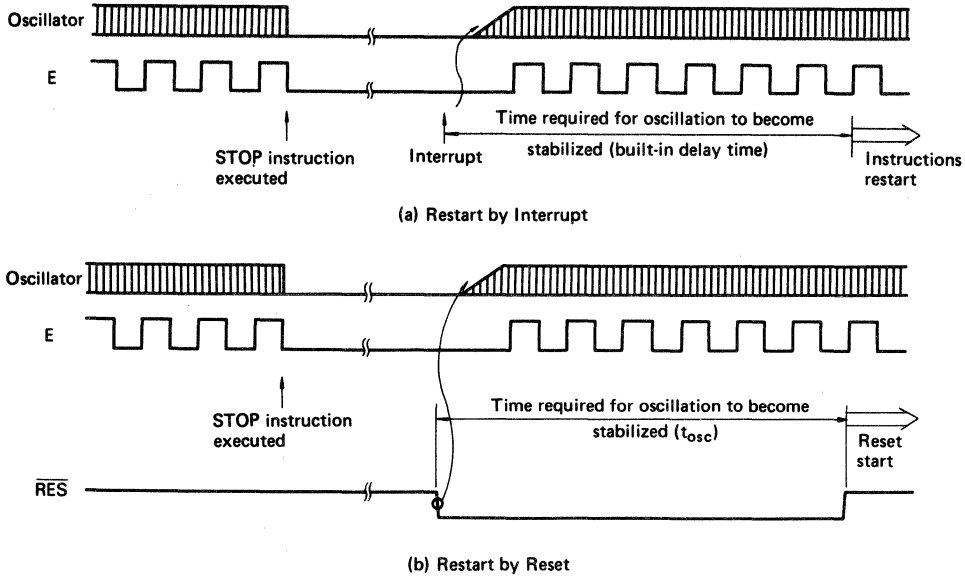 Oscillator
E
Time required for oscillation to become
stabilized (built-in delay time)
STOP instruction
executed
Interrupt
Instructions
restart
(a) Restart by Interrupt
Oscillator
E
STOP instruction
executed
Time required for oscillation to become
stabilized (tosc)
Reset
start
RES
(b) Restart by Reset